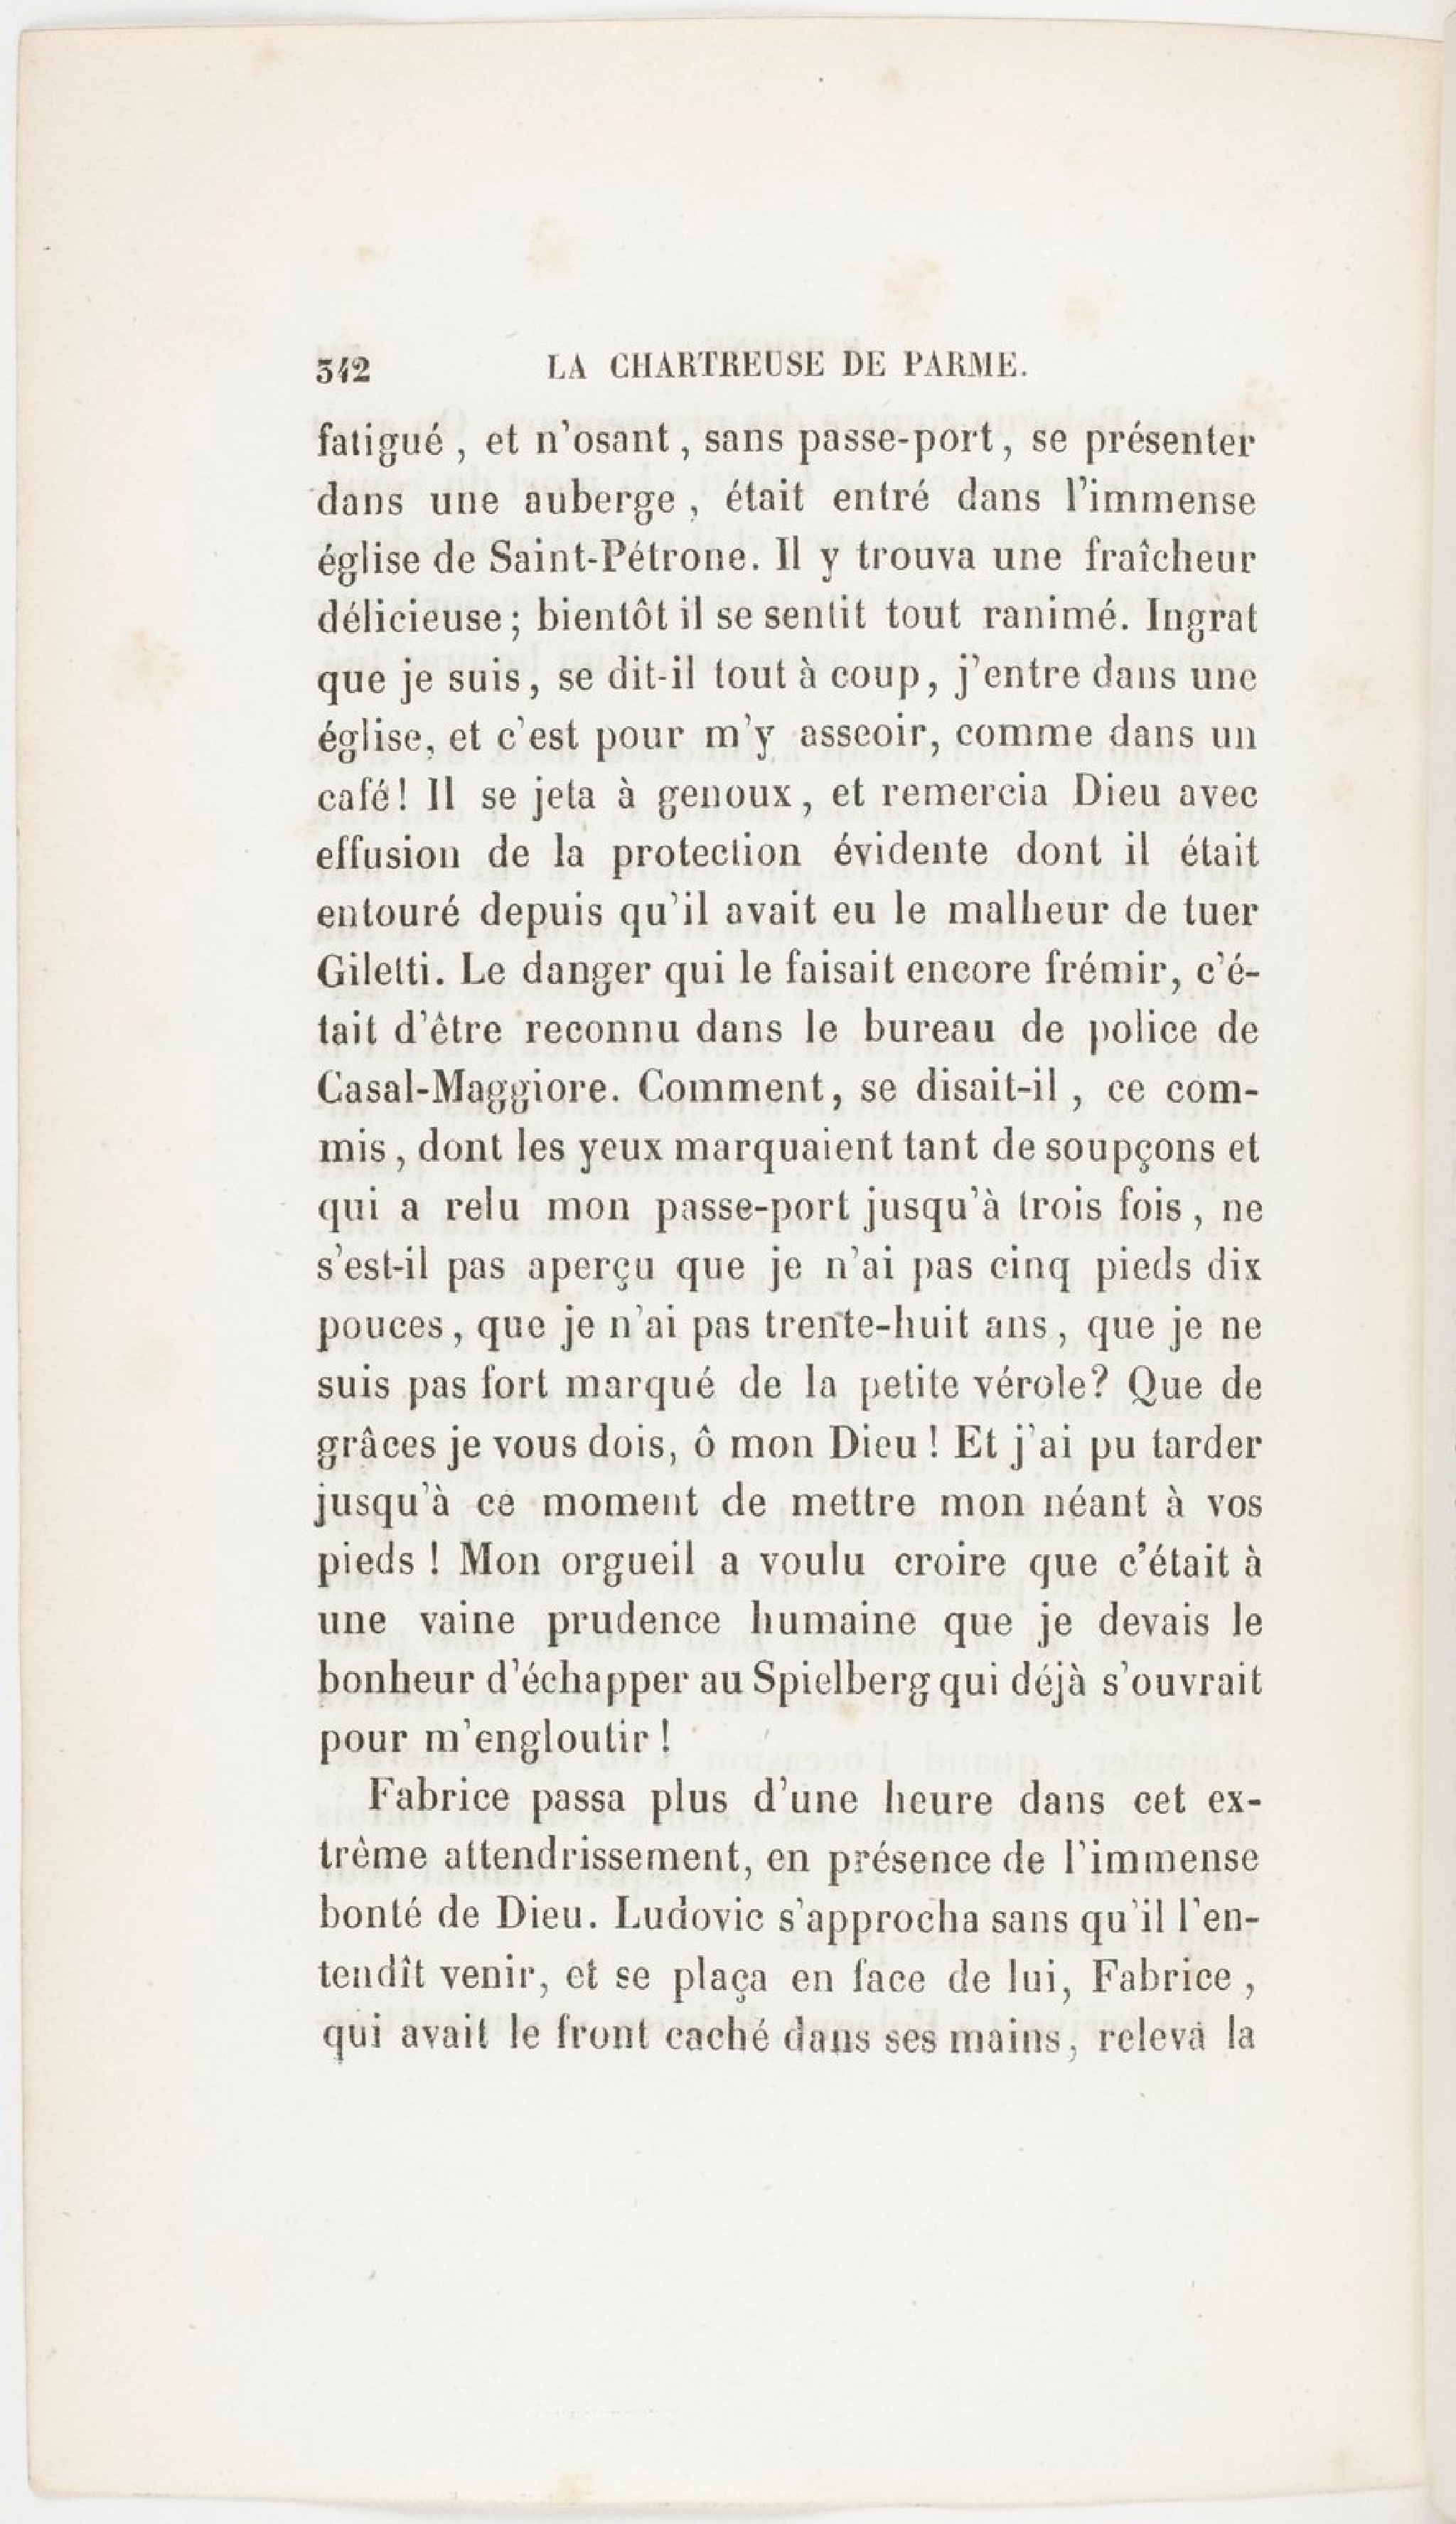 342 LA CHARTREUSE DE PARME.
fatigué, et n'osant, sans passe-port, se présenter
dans une auberge, était entré dans l'immense
église de Saint-Pétrone. Il y trouva une fraîcheur
délicieuse; bientôt il se sentit tout ranimé. Ingrat
que je suis, se dit-il tout à coup, j'entre dans une
église, et c'est pour m'y asseoir, comme dans un
café! Il se jeta à genoux, et remercia Dieu avec
effusion de la protection évidente dont il était
entouré depuis qu'il avait eu le malheur de tuer
Giletti. Le danger qui le faisait encore frémir, c'é-
tait d'être reconnu dans le bureau de police de
Casal-Maggiore. Comment, se disait-il, ce com-
mis, dont les yeux marquaient tant de soupçons et
qui a relu mon passe-port jusqu'à trois fois, ne
s'est-il pas aperçu que je n'ai pas cinq pieds dix
pouces, que je n'ai pas trente-huit ans, que je ne
suis pas fort marqué de la petite vérole? Que de
grâces je vous dois, ô mon Dieu! Et j'ai pu tarder
jusqu'à ce moment de mettre mon néant à vos
pieds! Mon orgueil a voulu croire que c'était à
une vaine prudence humaine que je devais le
bonheur d'échapper au Spielberg qui déjà s'ouvrait
pour m'engloutir!
Fabrice passa plus d'une heure dans cet ex-
trême attendrissement, en présence de l'immense
bonté de Dieu. Ludovic s'approcha sans qu'il l'en-
tendît venir, et se plaça en face de lui, Fabrice,
qui avait le front caché dans ses mains, releva la